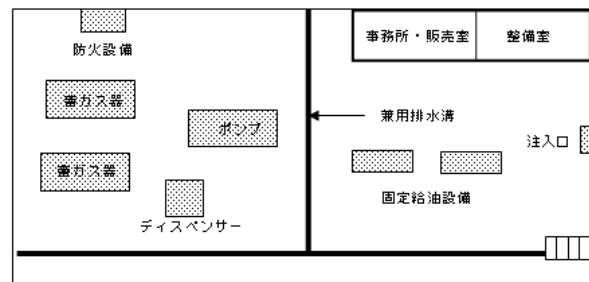 事務所・販売室
整備室
防火設備
蓄ガス器
ポンプ
兼用排水溝
注入口
蓄ガス器
固定給油設備
ディスペンサー